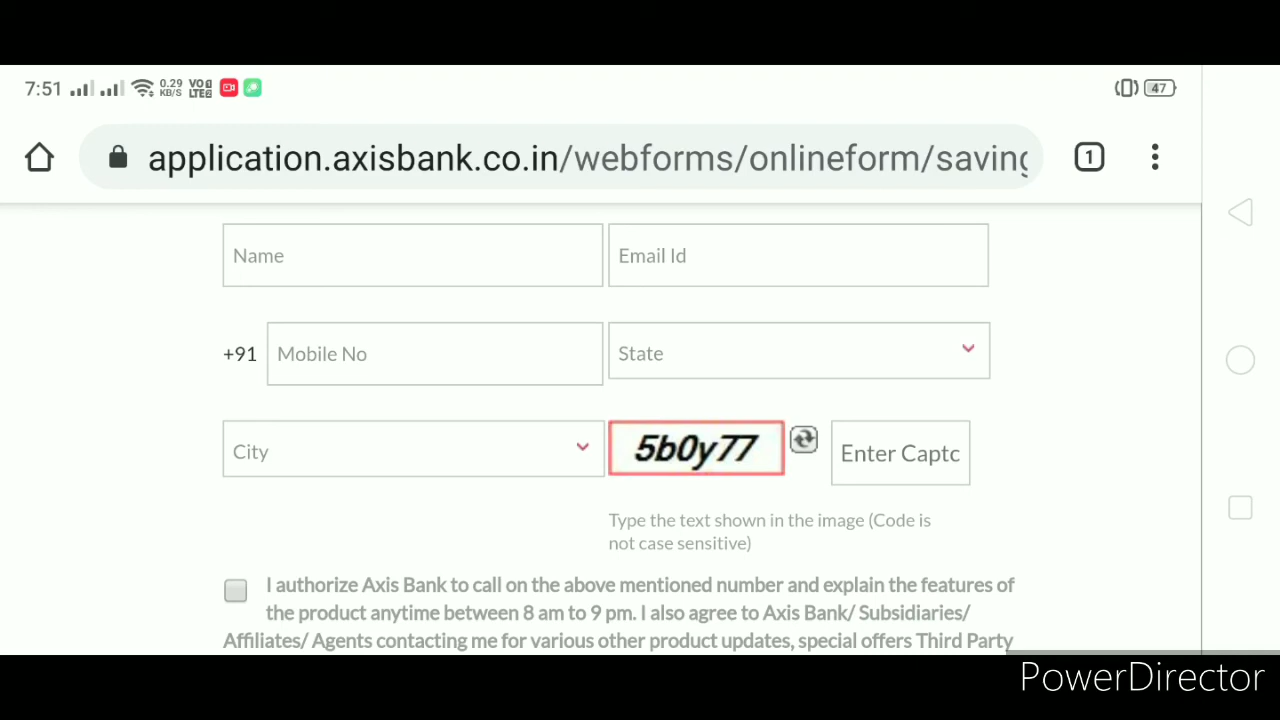 7:51 0.29 KB/S VO LTE2 47
application.axisbank.co.in/webforms/onlineform/saving
1
Name Email Id
+91 Mobile No State
City 5b0y77 Enter Captc
Type the text shown in the image (Code is
not case sensitive)
I authorize Axis Bank to call on the above mentioned number and explain the features of
the product anytime between 8 am to 9 pm. I also agree to Axis Bank/ Subsidiaries/
Affiliates/ Agents contacting me for various other product updates, special offers Third Party
PowerDirector